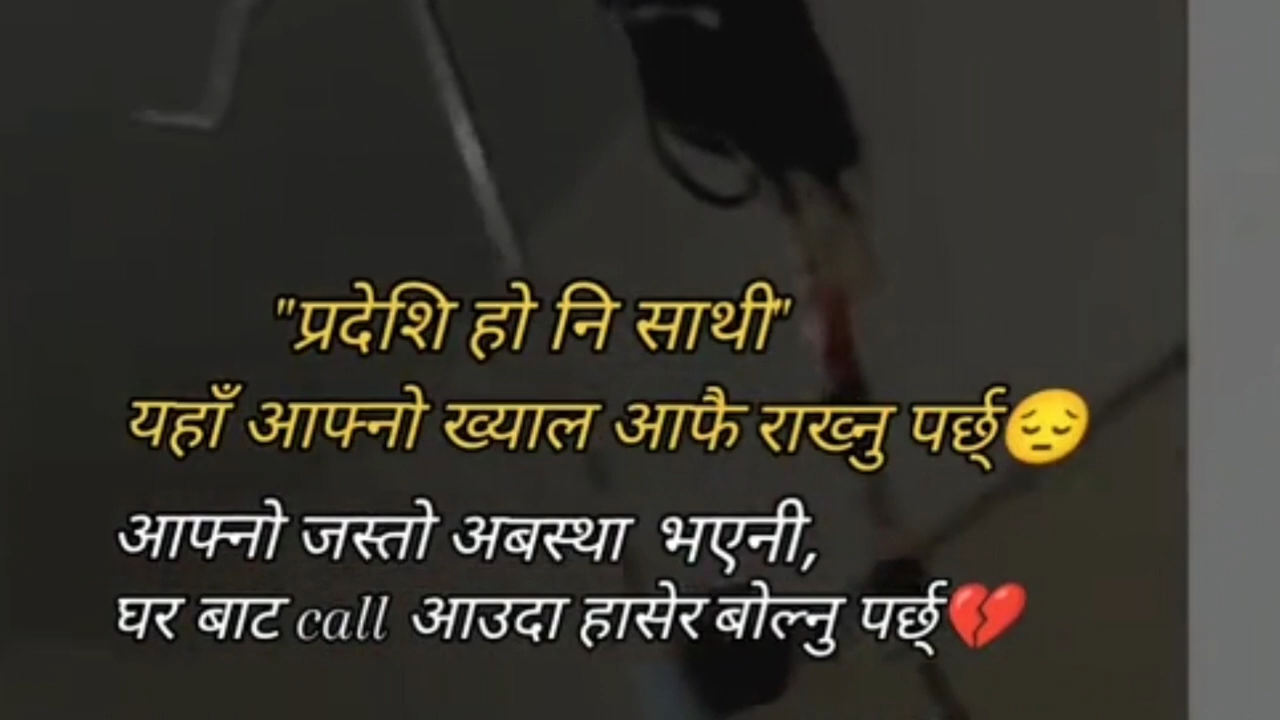 "प्रदेशि हो नि साथी"
यहाँ आफ्नो ख्याल आफै राख्नु पर्छ्😔
आफ्नो जस्तो अबस्था भएनी,
घर बाट call आउदा हासेर बोल्नु पर्छ्💔